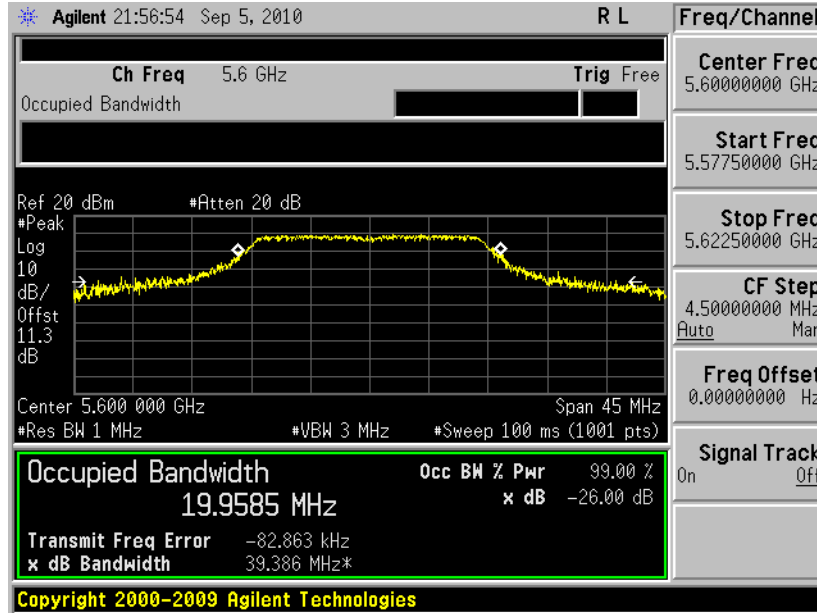 Agilent 21:56:54 Sep 5, 2010 R L
Freq/Channel
Ch Freq 5.6 GHz Trig Free
Occupied Bandwidth
Center Freq
5.60000000 GHz
Start Freq
5.57750000 GHz
Stop Freq
5.62250000 GHz
CF Step
4.50000000 MHz
Auto Man
Freq Offset
0.00000000 Hz
Signal Track
On Off
Ref 20 dBm #Atten 20 dB
#Peak
Log
10
dB/
Offst
11.3
dB
Center 5.600 000 GHz Span 45 MHz
#Res BW 1 MHz #VBW 3 MHz #Sweep 100 ms (1001 pts)
Occupied Bandwidth
19.9585 MHz
Occ BW % Pwr 99.00 %
x dB -26.00 dB
Transmit Freq Error -82.863 kHz
x dB Bandwidth 39.386 MHz*
Copyright 2000-2009 Agilent Technologies